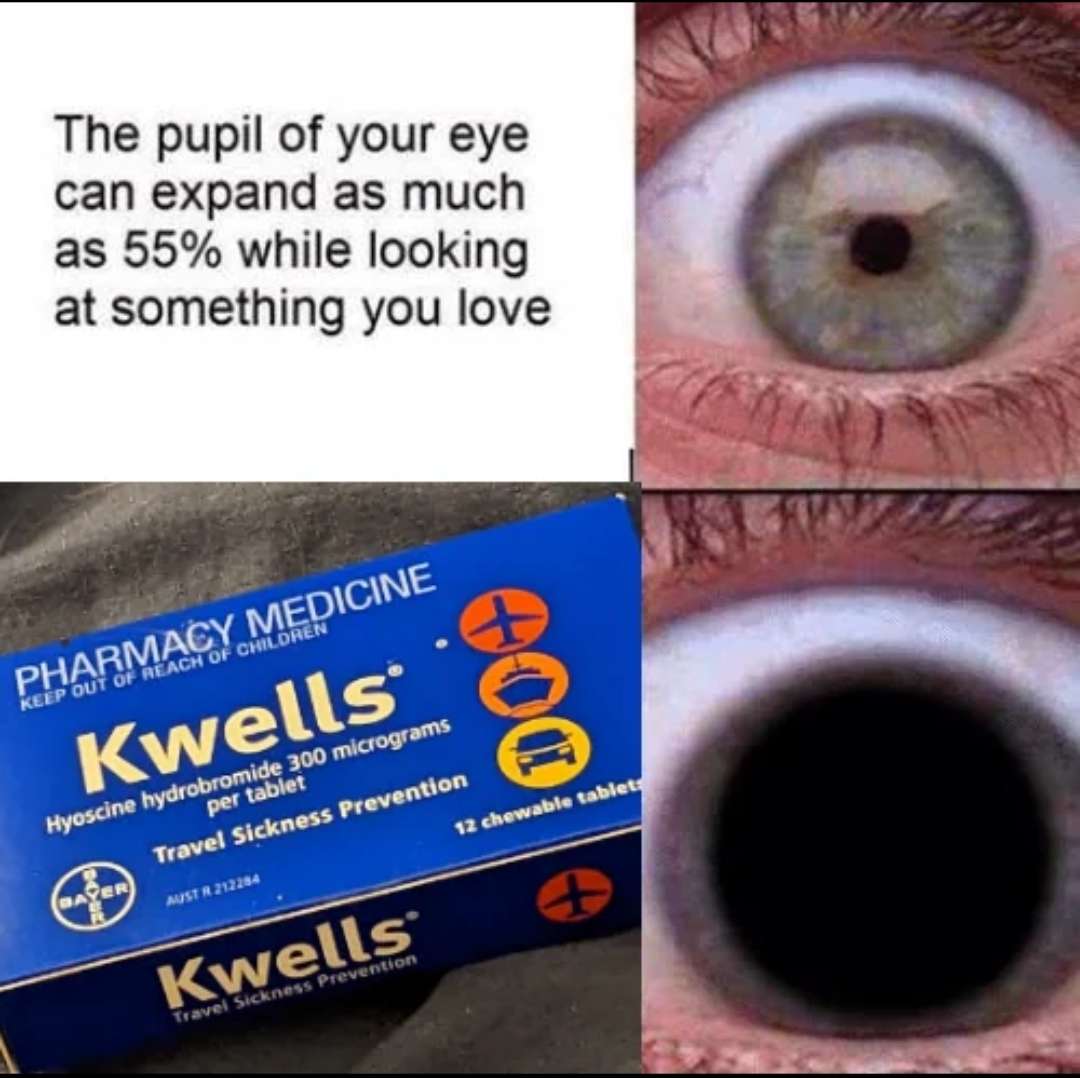 The pupil of your eye
can expand as much
as 55% while looking
at something you love
PHARMACY MEDICINE
KEEP OUT OF REACH OF CHILDREN
Kwells®
Hyoscine hydrobromide 300 micrograms
per tablet
Travel Sickness Prevention
12 chewable tablets
BAYER
BAYER
AUST R 212284
Kwells®
Travel Sickness Prevention